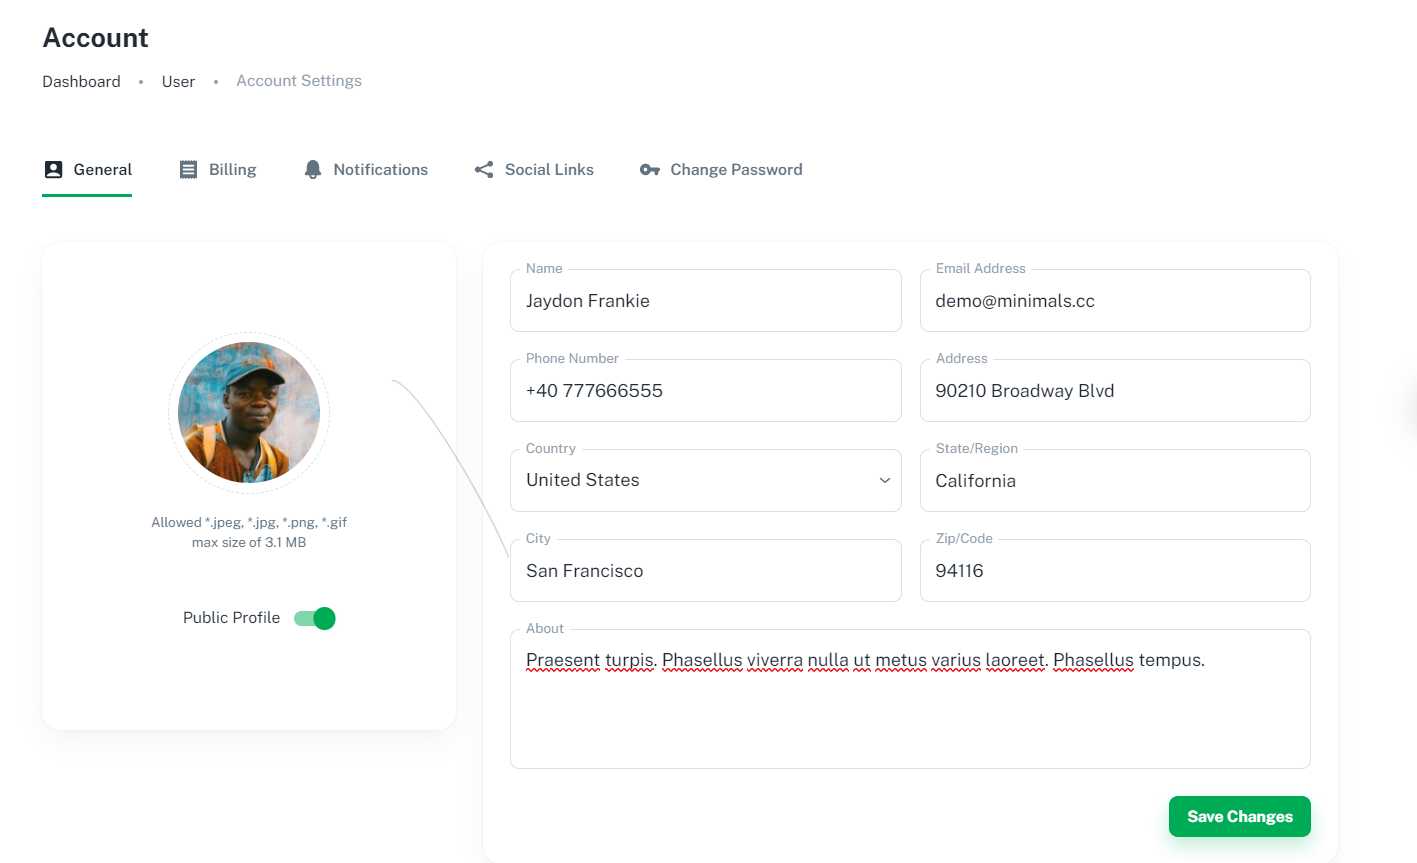 Account
Dashboard • User • Account Settings
General Billing Notifications Social Links Change Password
Allowed *.jpeg, *.jpg, *.png, *.gif
max size of 3.1 MB
Public Profile
Name
Jaydon Frankie
Email Address
demo@minimals.cc
Phone Number
+40 777666555
Address
90210 Broadway Blvd
Country
United States
State/Region
California
City
San Francisco
Zip/Code
94116
About
Praesent turpis. Phasellus viverra nulla ut metus varius laoreet. Phasellus tempus.
Save Changes